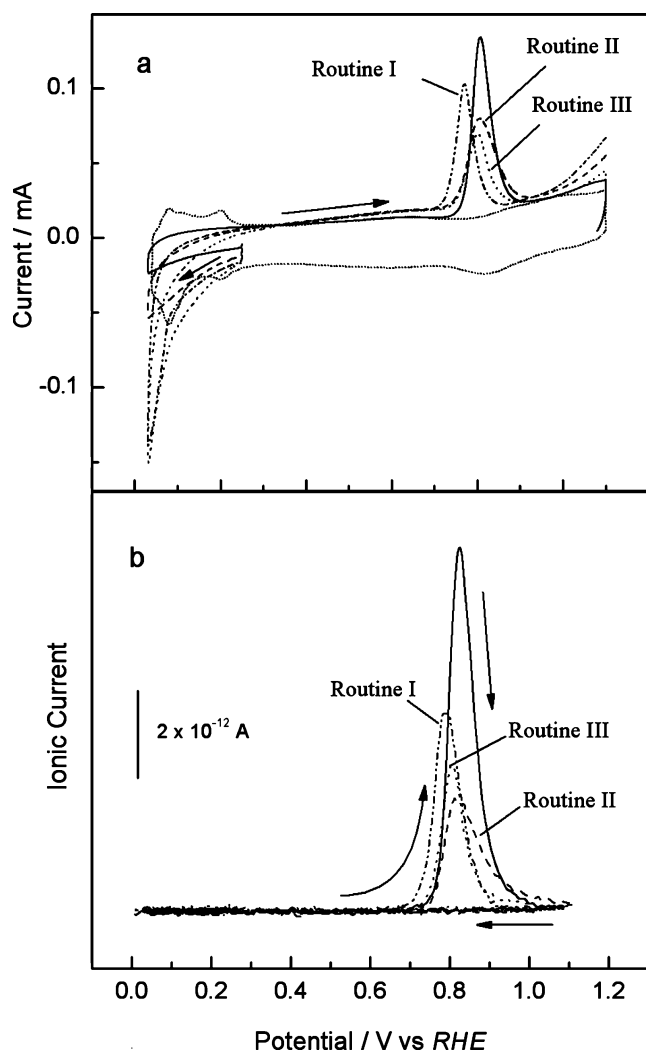 a
Routine I
Routine II
Routine III
0.1
0.0
-0.1
Current / mA
b
Routine I
Routine III
Routine II
2 x 10⁻¹² A
Ionic Current
0.0 0.2 0.4 0.6 0.8 1.0 1.2
Potential / V vs RHE